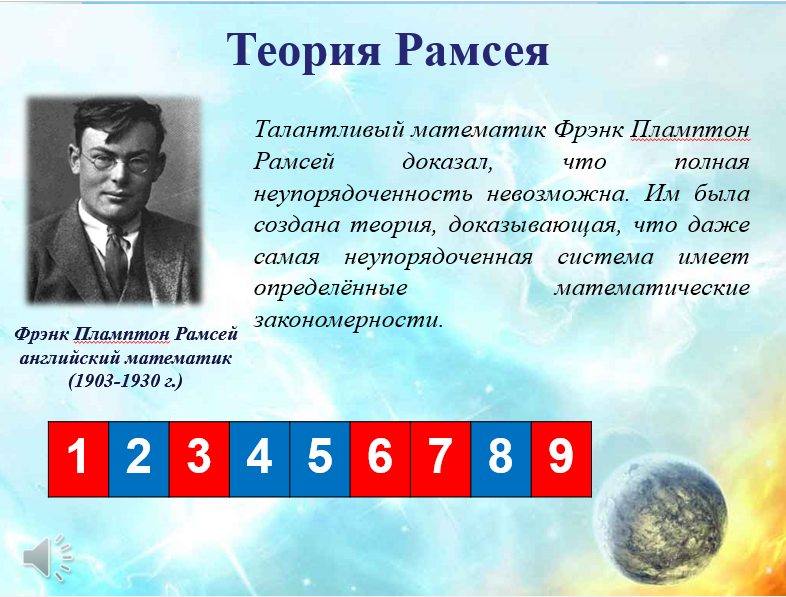 Теория Рамсея
Талантливый математик Фрэнк Пламптон
Рамсей доказал, что полная
неупорядоченность невозможна. Им была
создана теория, доказывающая, что даже
самая неупорядоченная система имеет
определённые математические
закономерности.
Фрэнк Пламптон Рамсей
английский математик
(1903-1930 г.)
1 2 3 4 5 6 7 8 9